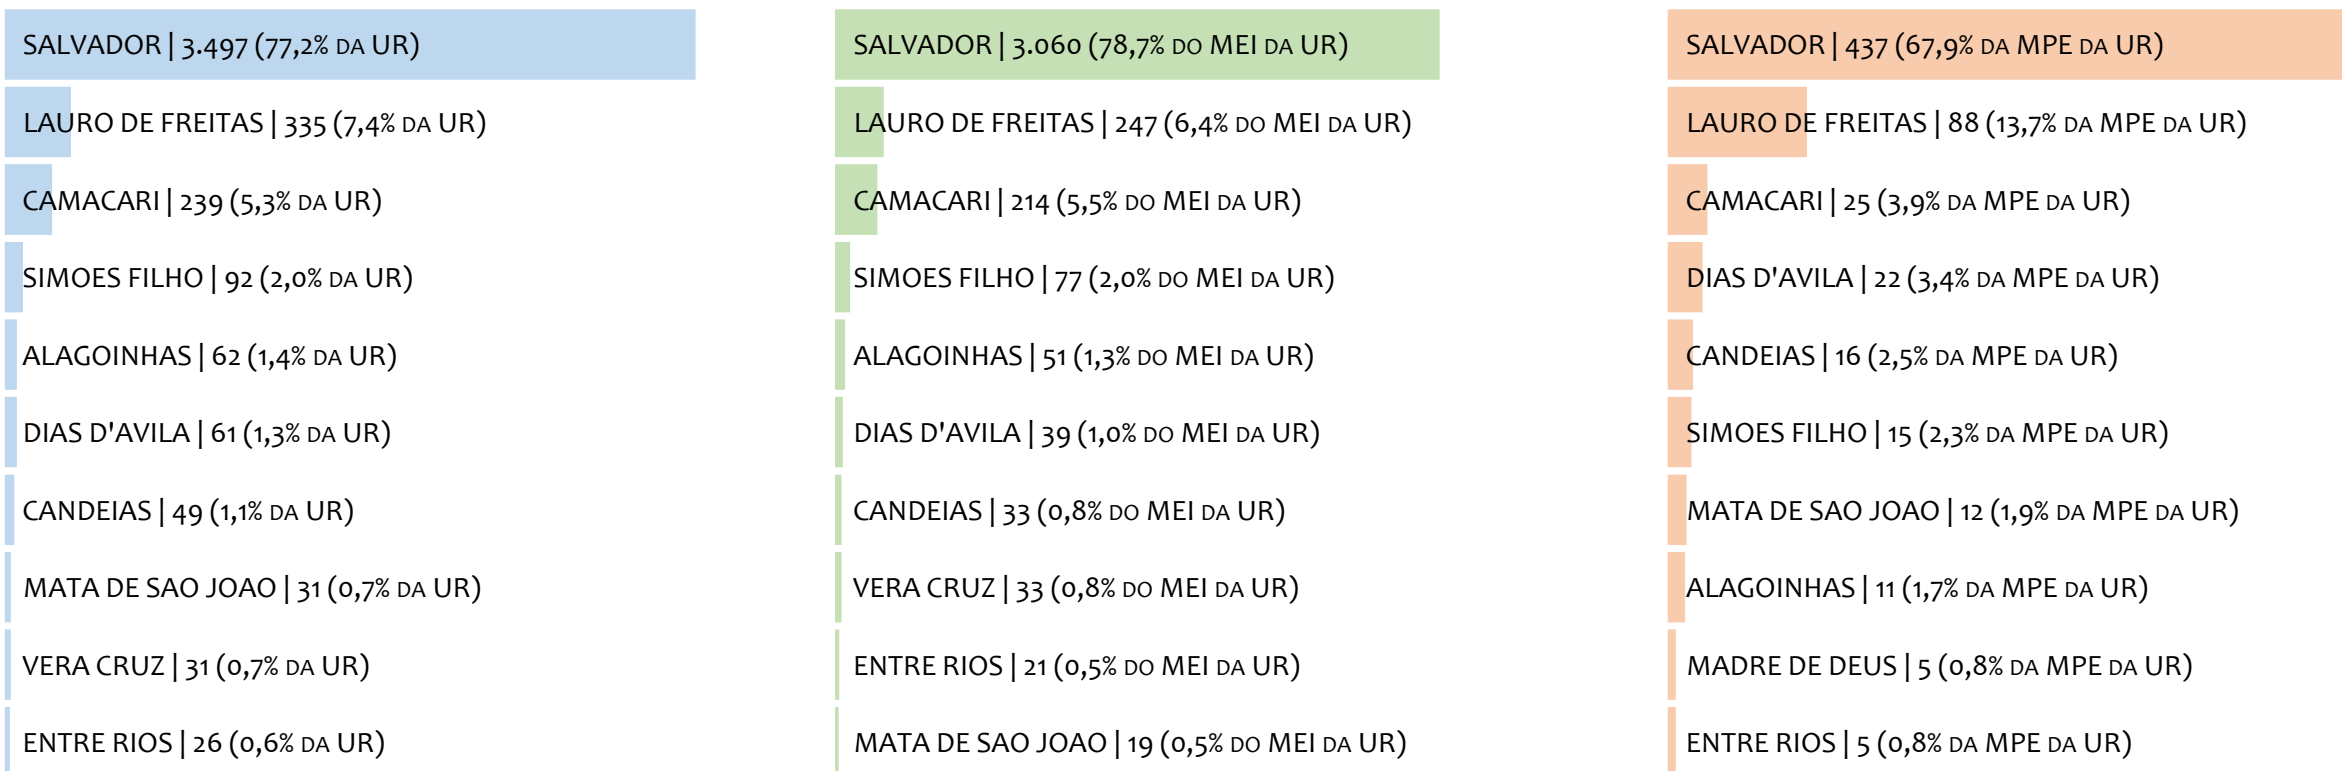 SALVADOR | 3.497 (77,2% DA UR)
LAURO DE FREITAS | 335 (7,4% DA UR)
CAMACARI | 239 (5,3% DA UR)
SIMOES FILHO | 92 (2,0% DA UR)
ALAGOINHAS | 62 (1,4% DA UR)
DIAS D'AVILA | 61 (1,3% DA UR)
CANDEIAS | 49 (1,1% DA UR)
MATA DE SAO JOAO | 31 (0,7% DA UR)
VERA CRUZ | 31 (0,7% DA UR)
ENTRE RIOS | 26 (0,6% DA UR)
SALVADOR | 3.060 (78,7% DO MEI DA UR)
LAURO DE FREITAS | 247 (6,4% DO MEI DA UR)
CAMACARI | 214 (5,5% DO MEI DA UR)
SIMOES FILHO | 77 (2,0% DO MEI DA UR)
ALAGOINHAS | 51 (1,3% DO MEI DA UR)
DIAS D'AVILA | 39 (1,0% DO MEI DA UR)
CANDEIAS | 33 (0,8% DO MEI DA UR)
VERA CRUZ | 33 (0,8% DO MEI DA UR)
ENTRE RIOS | 21 (0,5% DO MEI DA UR)
MATA DE SAO JOAO | 19 (0,5% DO MEI DA UR)
SALVADOR | 437 (67,9% DA MPE DA UR)
LAURO DE FREITAS | 88 (13,7% DA MPE DA UR)
CAMACARI | 25 (3,9% DA MPE DA UR)
DIAS D'AVILA | 22 (3,4% DA MPE DA UR)
CANDEIAS | 16 (2,5% DA MPE DA UR)
SIMOES FILHO | 15 (2,3% DA MPE DA UR)
MATA DE SAO JOAO | 12 (1,9% DA MPE DA UR)
ALAGOINHAS | 11 (1,7% DA MPE DA UR)
MADRE DE DEUS | 5 (0,8% DA MPE DA UR)
ENTRE RIOS | 5 (0,8% DA MPE DA UR)